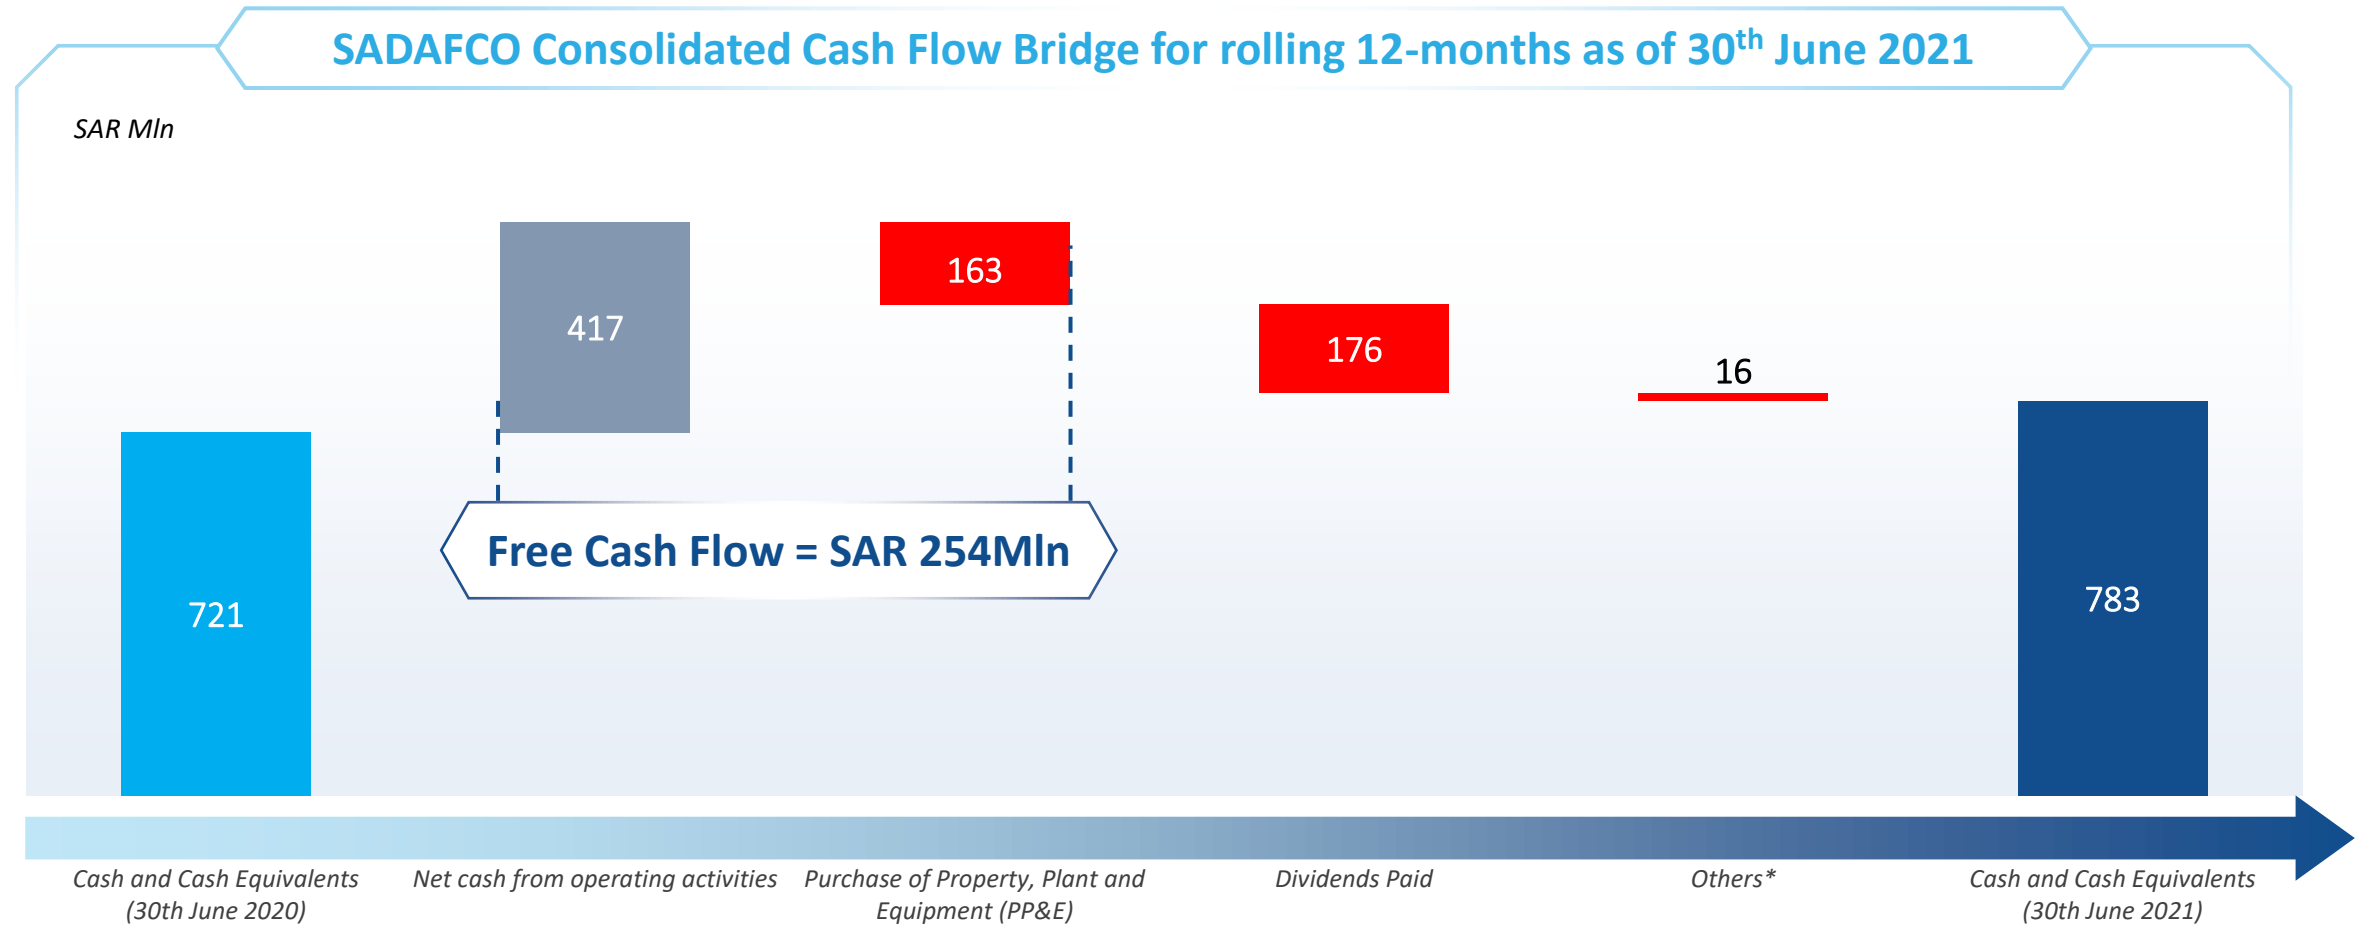 SADAFCO Consolidated Cash Flow Bridge for rolling 12-months as of 30th June 2021
SAR Mln
721
417
163
176
16
783
Free Cash Flow = SAR 254Mln
Cash and Cash Equivalents
(30th June 2020)
Net cash from operating activities
Purchase of Property, Plant and
Equipment (PP&E)
Dividends Paid
Others*
Cash and Cash Equivalents
(30th June 2021)